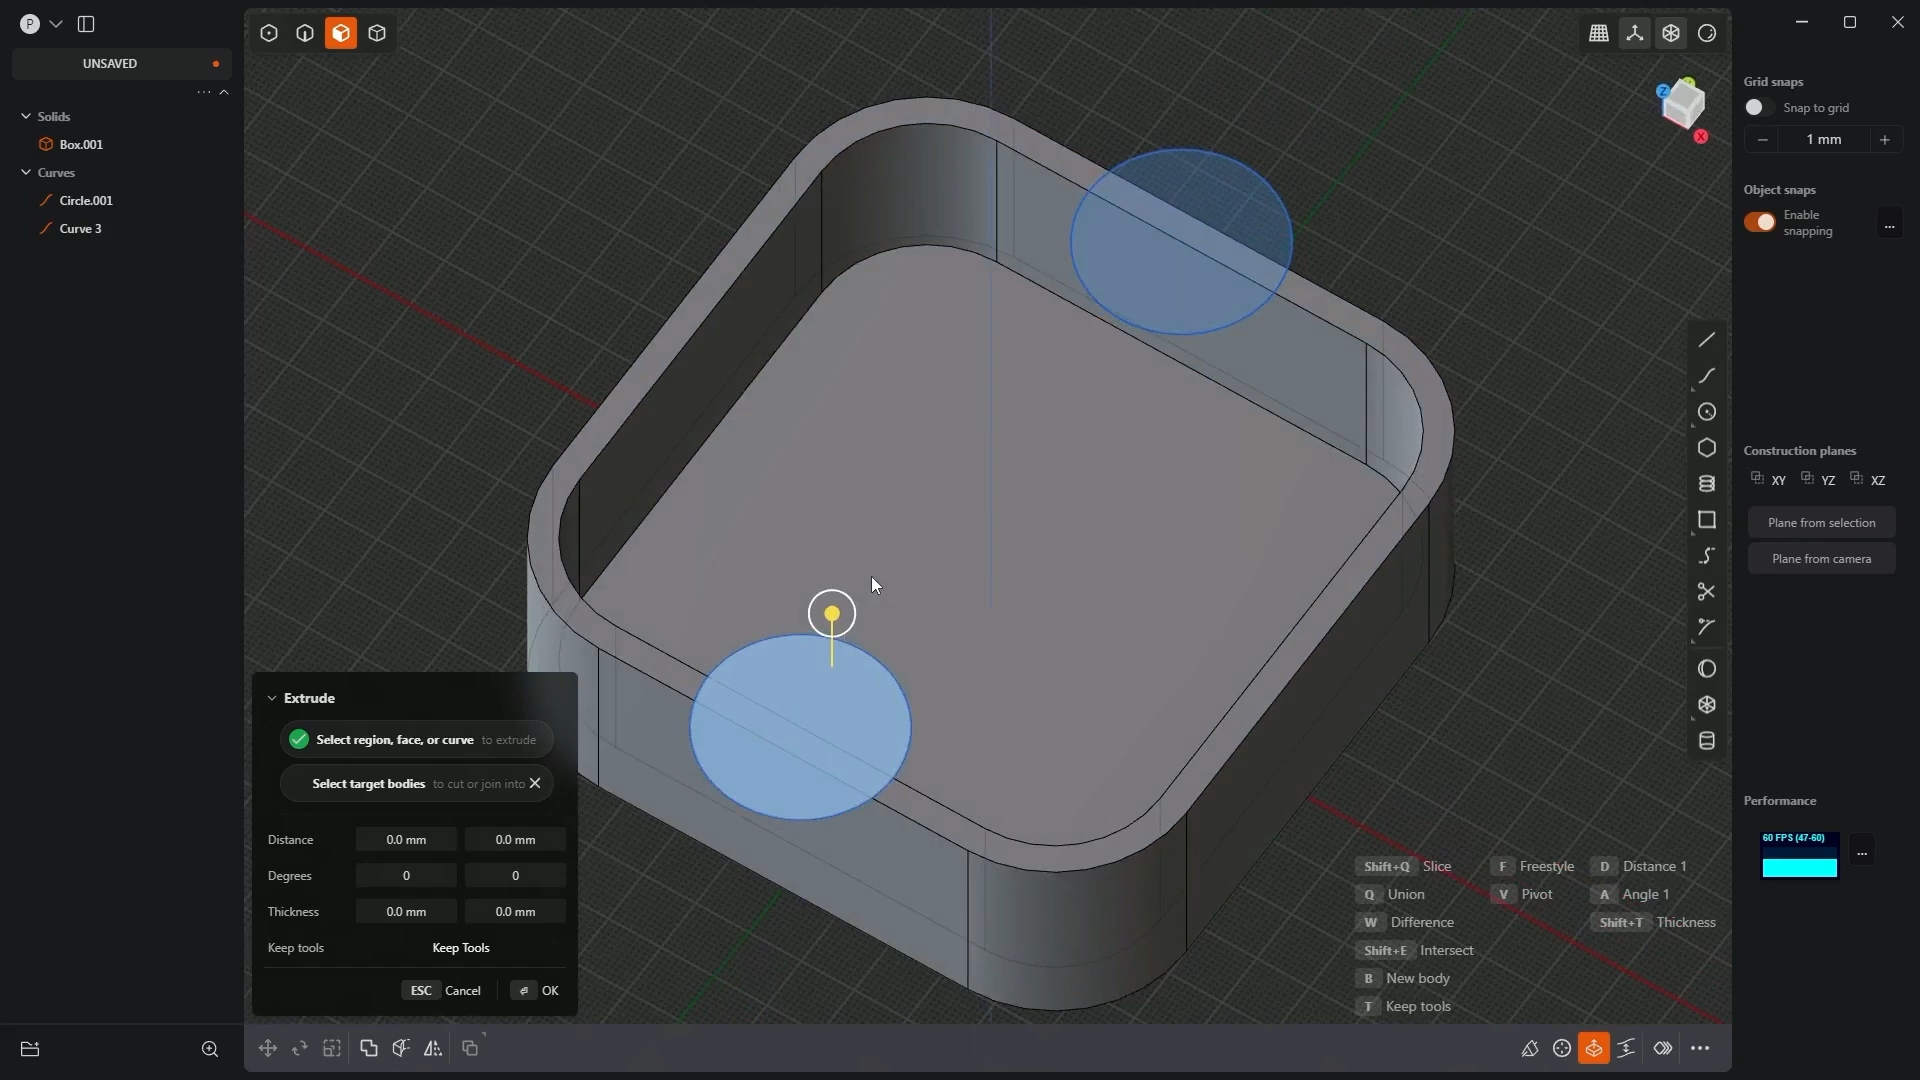 P
UNSAVED
Solids
Box.001
Curves
Circle.001
Curve 3
Z
X
Grid snaps
Snap to grid
1 mm
Object snaps
Enable
snapping
...
Construction planes
XY YZ XZ
Plane from selection
Plane from camera
Performance
60 FPS (47-60)
...
Extrude
Select region, face, or curve to extrude
Select target bodies to cut or join into
Distance 0.0 mm 0.0 mm
Degrees 0 0
Thickness 0.0 mm 0.0 mm
Keep tools Keep Tools
ESC Cancel OK
Shift+Q Slice F Freestyle D Distance 1
Q Union V Pivot A Angle 1
W Difference Shift+T Thickness
Shift+E Intersect
B New body
T Keep tools